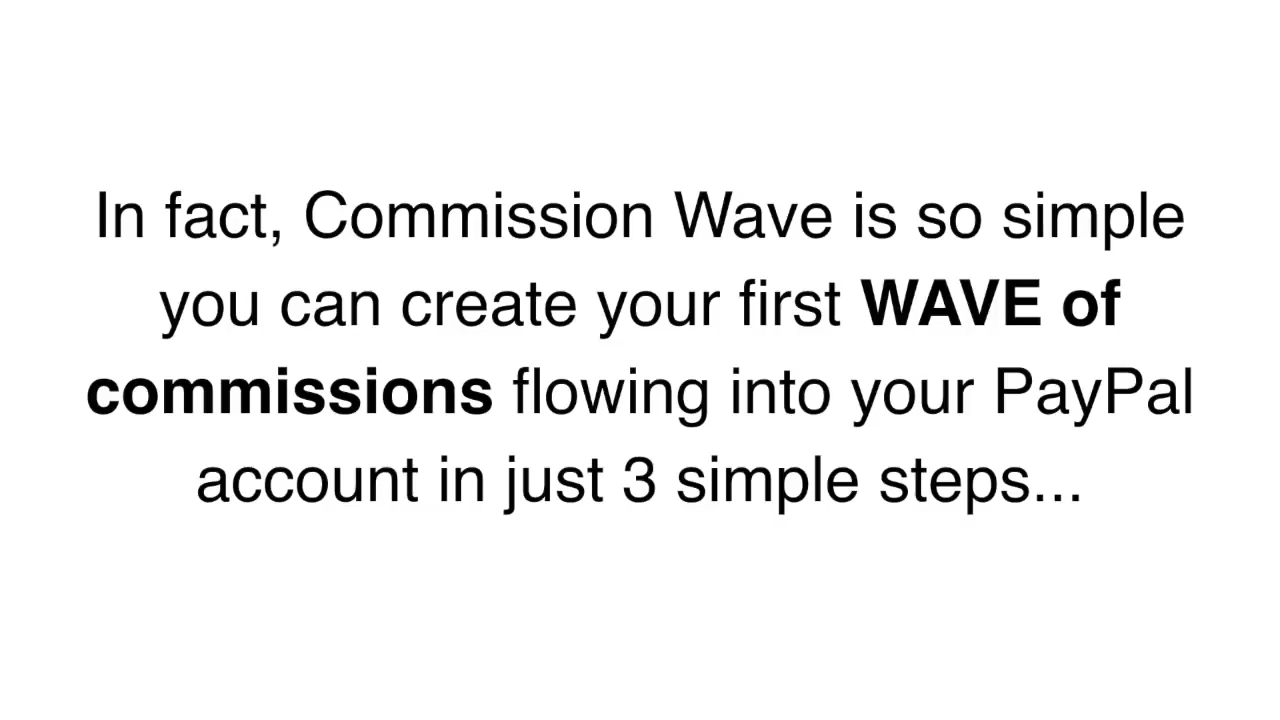 In fact, Commission Wave is so simple
you can create your first WAVE of
commissions flowing into your PayPal
account in just 3 simple steps...